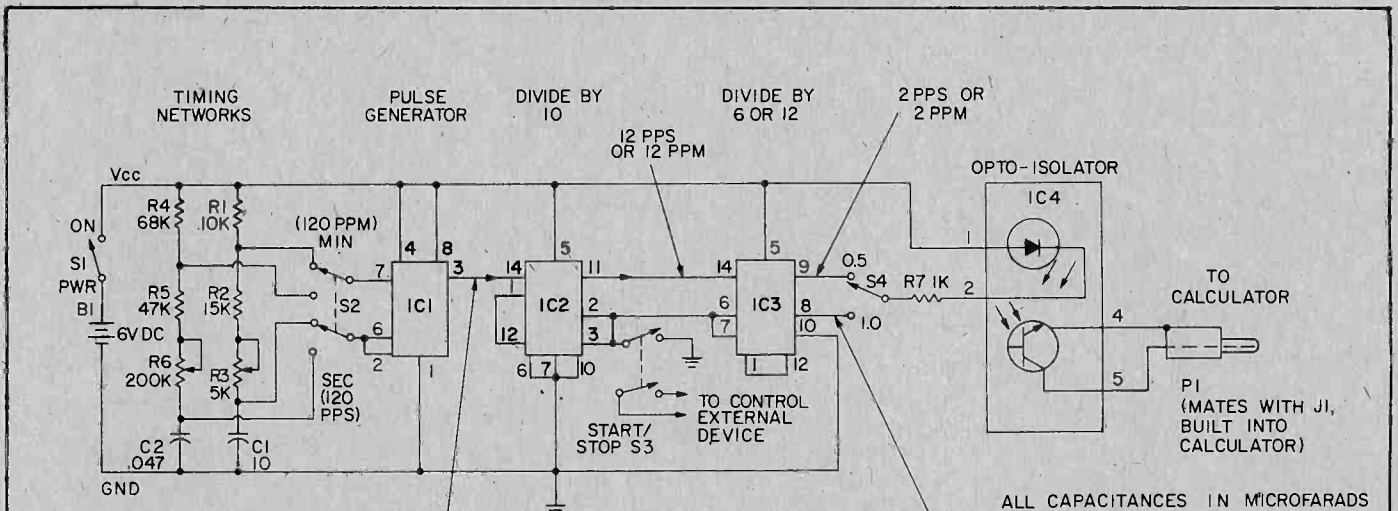 TIMING
NETWORKS
PULSE
GENERATOR
DIVIDE BY
10
DIVIDE BY
6 OR 12
2 PPS OR
2 PPM
12 PPS
OR 12 PPM
OPTO-ISOLATOR
IC4
Vcc
ON
S1
PWR
B1
6V DC
R4
68K
R1
10K
(120 PPM)
MIN
R5
47K
R2
15K
S2
R6
200K
R3
5K
SEC
(120
PPS)
C2
.047
C1
10
GND
4 8
7 3
IC1
6
2
1
5
14 11
IC2 2
12 3
6 7 10
START/
STOP S3
TO CONTROL
EXTERNAL
DEVICE
5
14 9
IC3
6 8
7 10
1 12
0.5
S4
1.0
R7 1K
1
2
4
5
TO
CALCULATOR
P1
(MATES WITH J1,
BUILT INTO
CALCULATOR)
ALL CAPACITANCES IN MICROFARADS